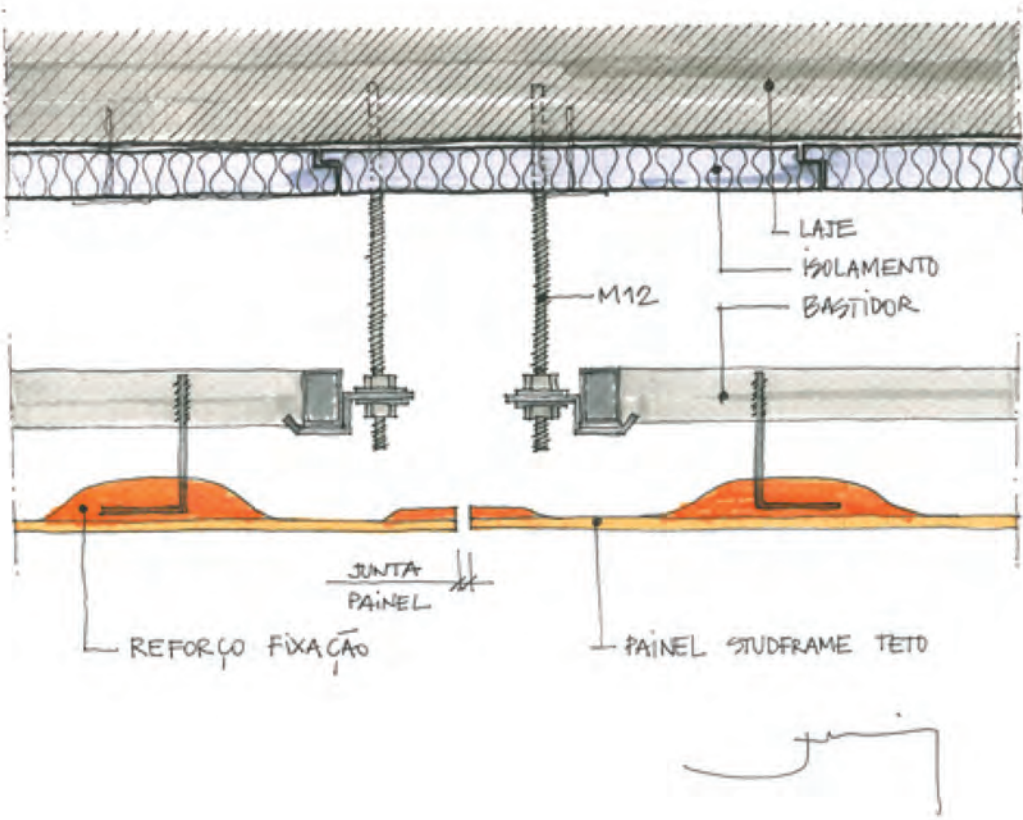 LAJE
ISOLAMENTO
M12
BASTIDOR
JUNTA
PAINEL
REFORÇO FIXAÇÃO
PAINEL STUDFRAME TETO